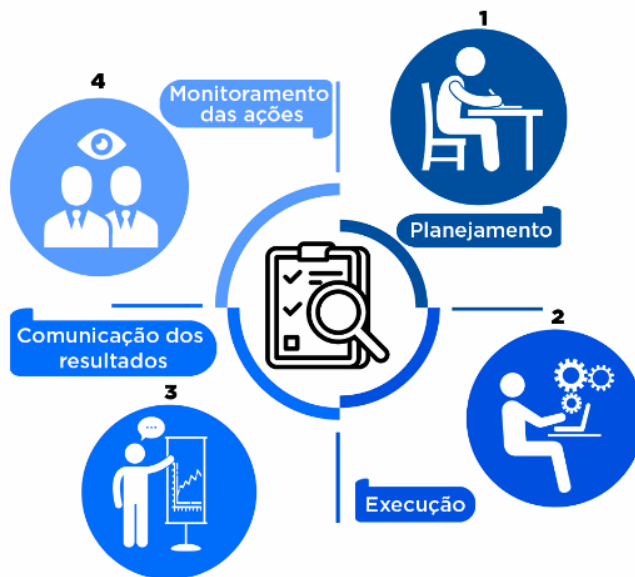 1
Planejamento
2
Execução
3
Comunicação dos
resultados
4
Monitoramento
das ações